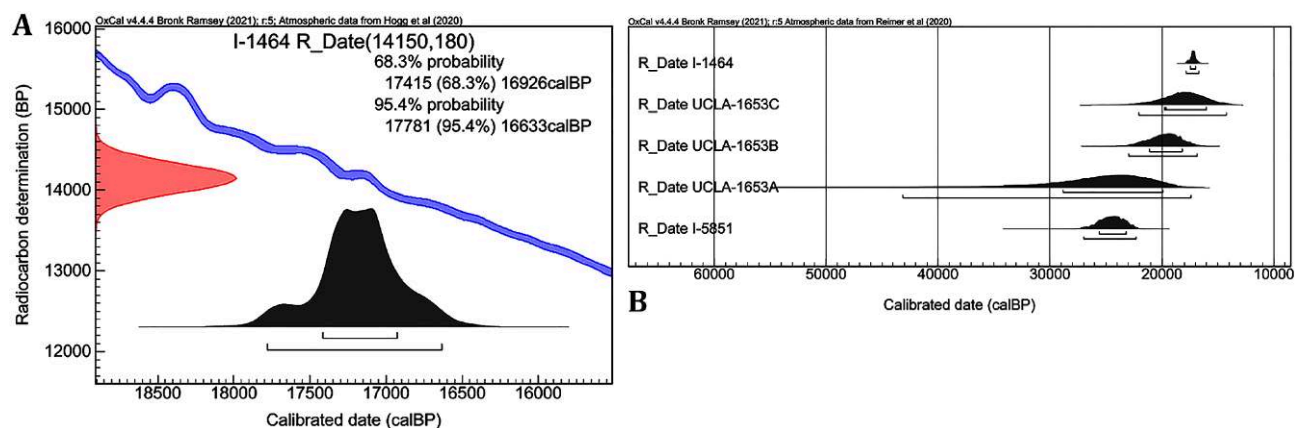 A
OxCal v4.4.4 Bronk Ramsey (2021); r:5; Atmospheric data from Hogg et al (2020)
I-1464 R_Date(14150,180)
68.3% probability
17415 (68.3%) 16926calBP
95.4% probability
17781 (95.4%) 16633calBP
Radiocarbon determination (BP)
16000
15000
14000
13000
12000
18500 18000 17500 17000 16500 16000
Calibrated date (calBP)
OxCal v4.4.4 Bronk Ramsey (2021); r:5 Atmospheric data from Reimer et al (2020)
R_Date I-1464
R_Date UCLA-1653C
R_Date UCLA-1653B
R_Date UCLA-1653A
R_Date I-5851
60000 50000 40000 30000 20000 10000
Calibrated date (calBP)
B